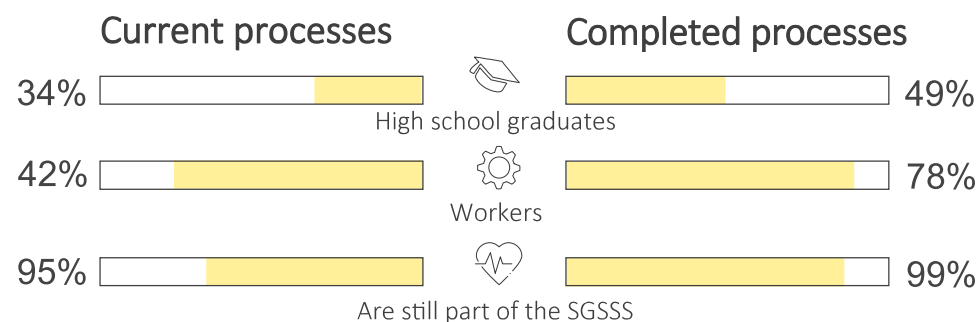 Current processes
Completed processes
34%
49%
High school graduates
42%
78%
Workers
95%
99%
Are still part of the SGSSS